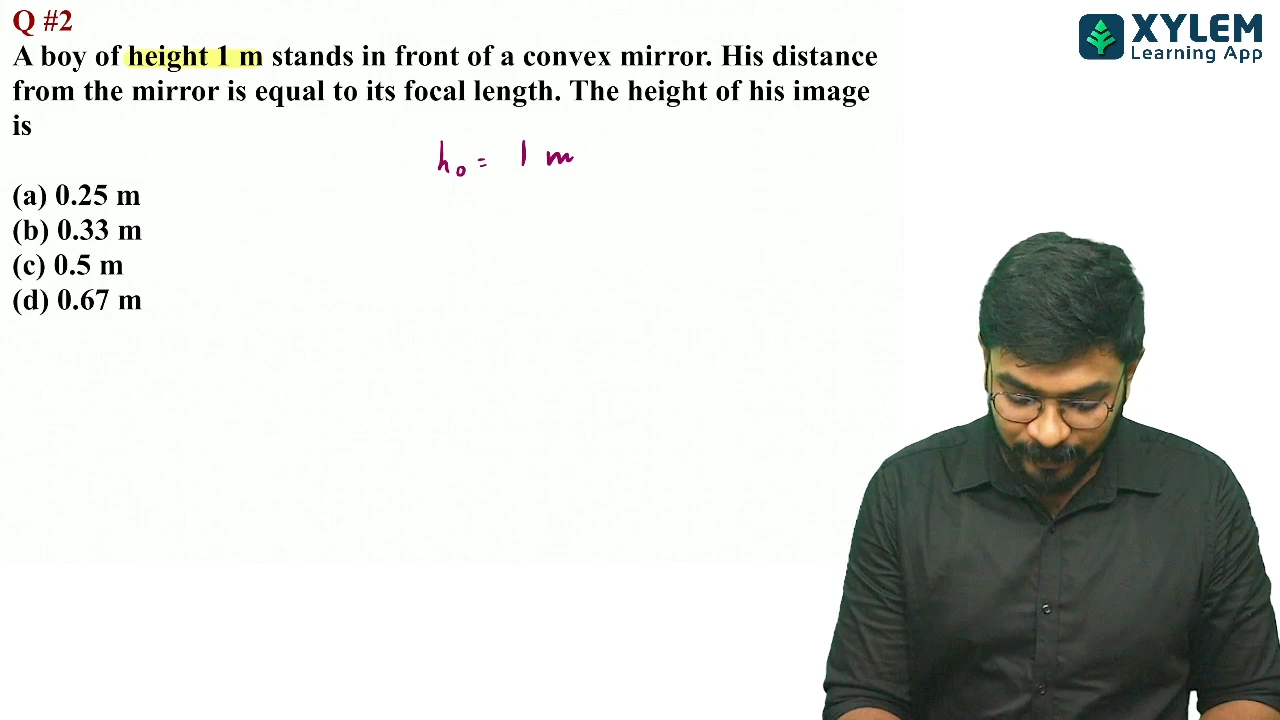 Q #2
A boy of height 1 m stands in front of a convex mirror. His distance
from the mirror is equal to its focal length. The height of his image
is
h₀ = 1 m
(a) 0.25 m
(b) 0.33 m
(c) 0.5 m
(d) 0.67 m
XYLEM
Learning App